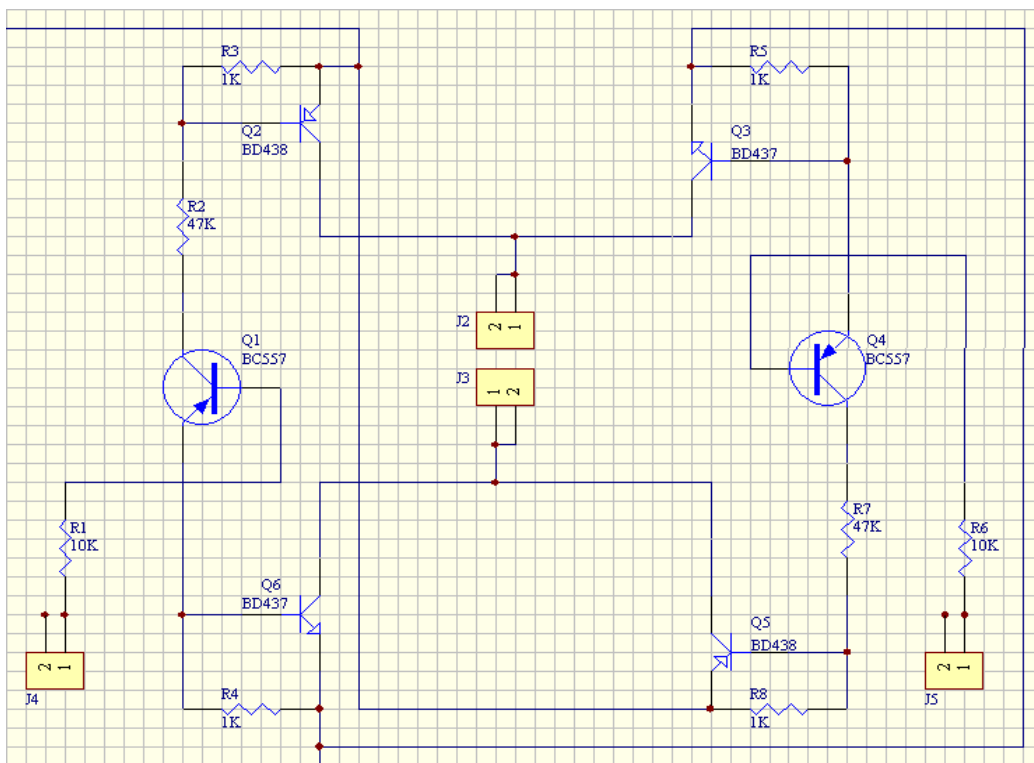 R3
1K
R5
1K
Q2
BD438
Q3
BD437
R2
47K
J2
2 1
Q1
BC557
Q4
BC557
J3
1 2
R1
10K
R7
47K
R6
10K
Q6
BD437
Q5
BD438
2 1
J4
R4
1K
R8
1K
2 1
J5